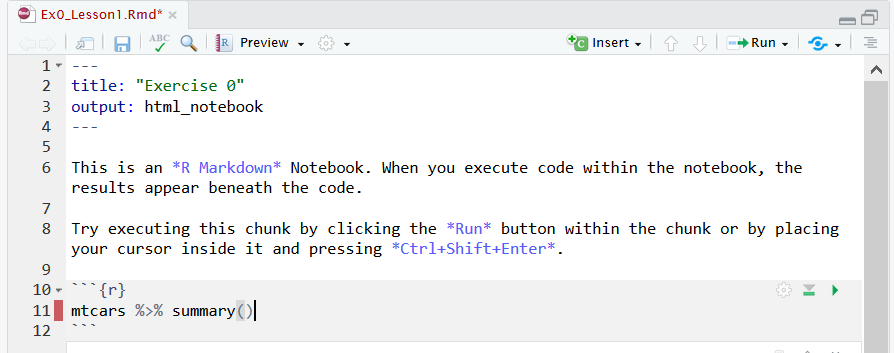 Ex0_Lesson1.Rmd*
ABC Preview Insert Run
1 ---
2 title: "Exercise 0"
3 output: html_notebook
4 ---
5
6 This is an *R Markdown* Notebook. When you execute code within the notebook, the
results appear beneath the code.
7
8 Try executing this chunk by clicking the *Run* button within the chunk or by placing
your cursor inside it and pressing *Ctrl+Shift+Enter*.
9
10 ```{r}
11 mtcars %>% summary()
12 ```